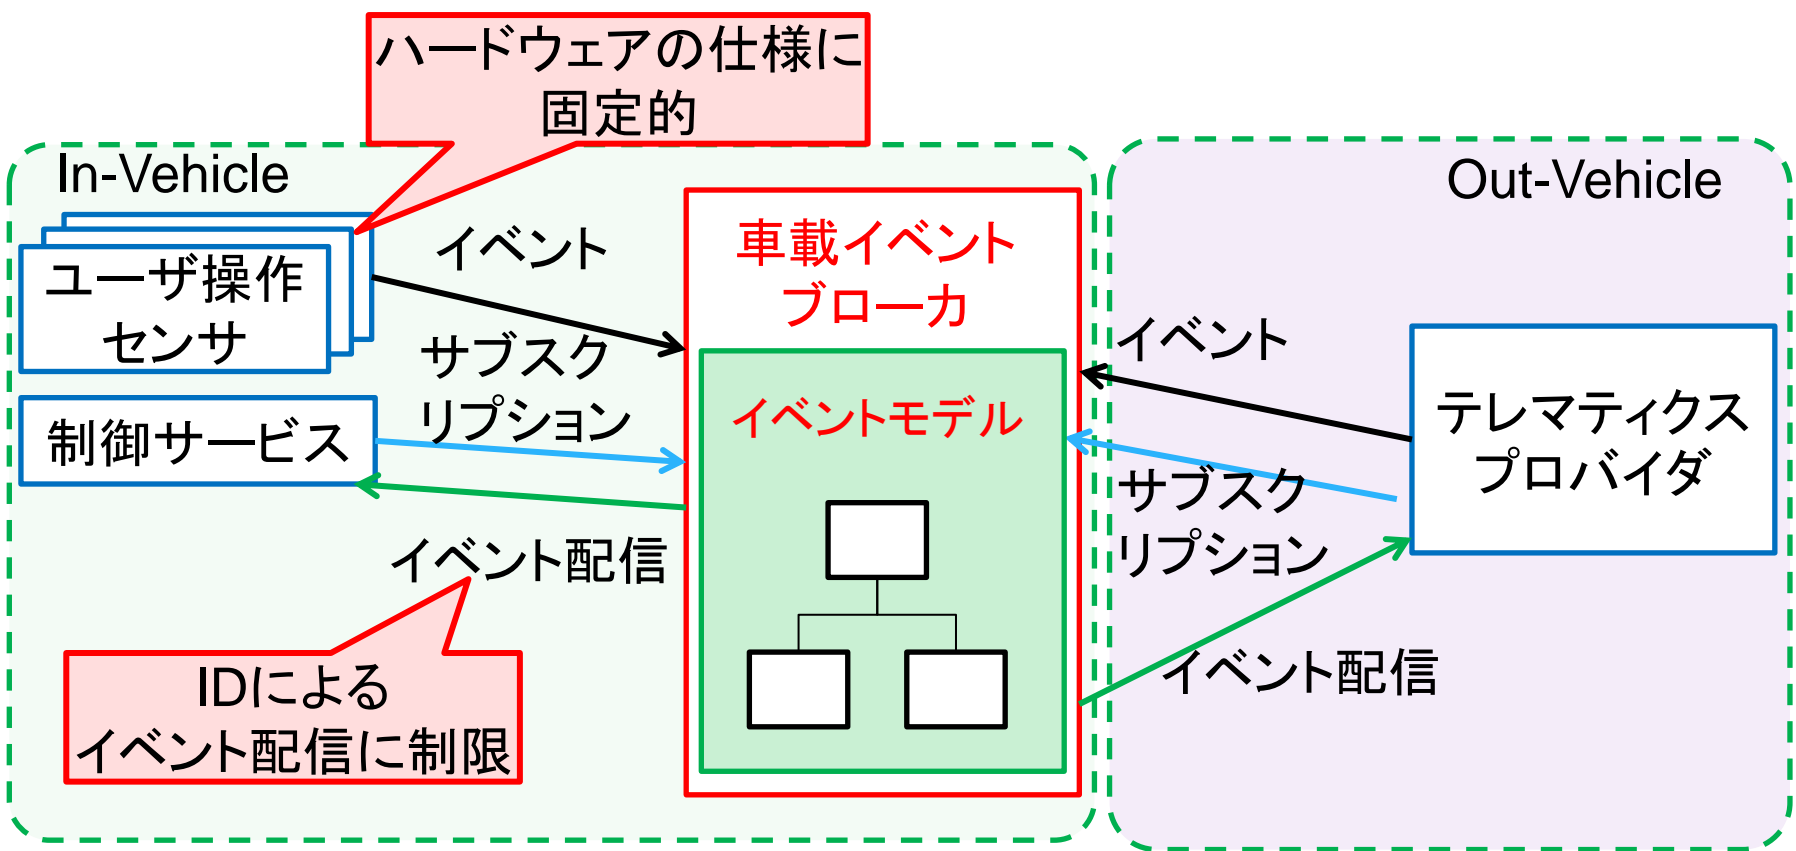 ハードウェアの仕様に
固定的
In-Vehicle
Out-Vehicle
ユーザ操作
センサ
イベント
車載イベント
ブローカ
サブスク
リプション
制御サービス
イベント配信
イベントモデル
イベント
サブスク
リプション
テレマティクス
プロバイダ
イベント配信
IDによる
イベント配信に制限